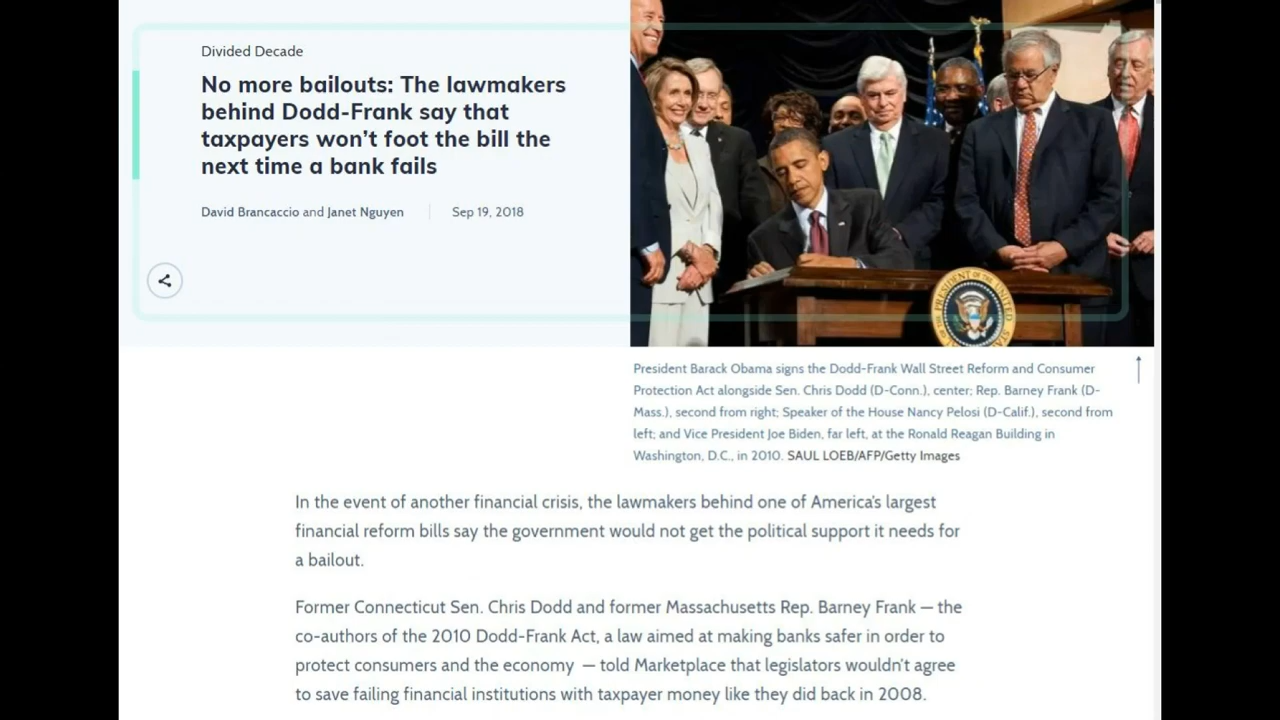 Divided Decade
No more bailouts: The lawmakers
behind Dodd-Frank say that
taxpayers won’t foot the bill the
next time a bank fails
David Brancaccio and Janet Nguyen
Sep 19, 2018
President Barack Obama signs the Dodd-Frank Wall Street Reform and Consumer
Protection Act alongside Sen. Chris Dodd (D-Conn.), center; Rep. Barney Frank (D-
Mass.), second from right; Speaker of the House Nancy Pelosi (D-Calif.), second from
left; and Vice President Joe Biden, far left, at the Ronald Reagan Building in
Washington, D.C., in 2010. SAUL LOEB/AFP/Getty Images
In the event of another financial crisis, the lawmakers behind one of America’s largest
financial reform bills say the government would not get the political support it needs for
a bailout.
Former Connecticut Sen. Chris Dodd and former Massachusetts Rep. Barney Frank — the
co-authors of the 2010 Dodd-Frank Act, a law aimed at making banks safer in order to
protect consumers and the economy — told Marketplace that legislators wouldn’t agree
to save failing financial institutions with taxpayer money like they did back in 2008.
PRESIDENT OF THE UNITED